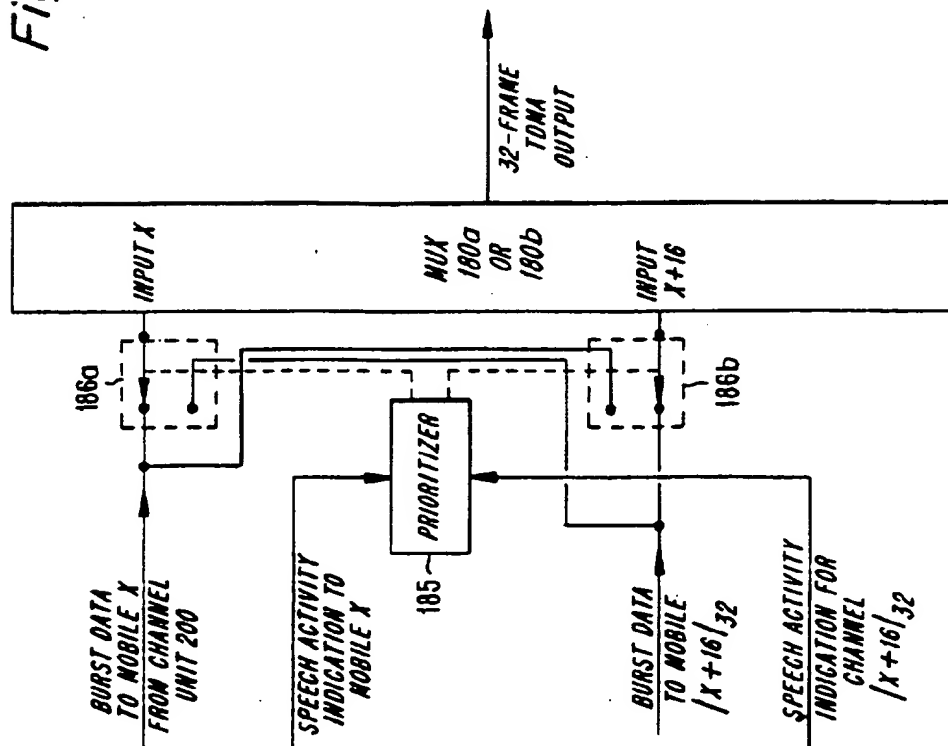 Fig
BURST DATA
TO MOBILE X
FROM CHANNEL
UNIT 200
SPEECH ACTIVITY
INDICATION TO
MOBILE X
BURST DATA
TO MOBILE
/X+16/32
SPEECH ACTIVITY
INDICATION FOR
CHANNEL
/X+16/32
PRIORITIZER
185
186a
186b
INPUT X
MUX
180a
OR
180b
INPUT
X+16
32-FRAME
TDMA
OUTPUT